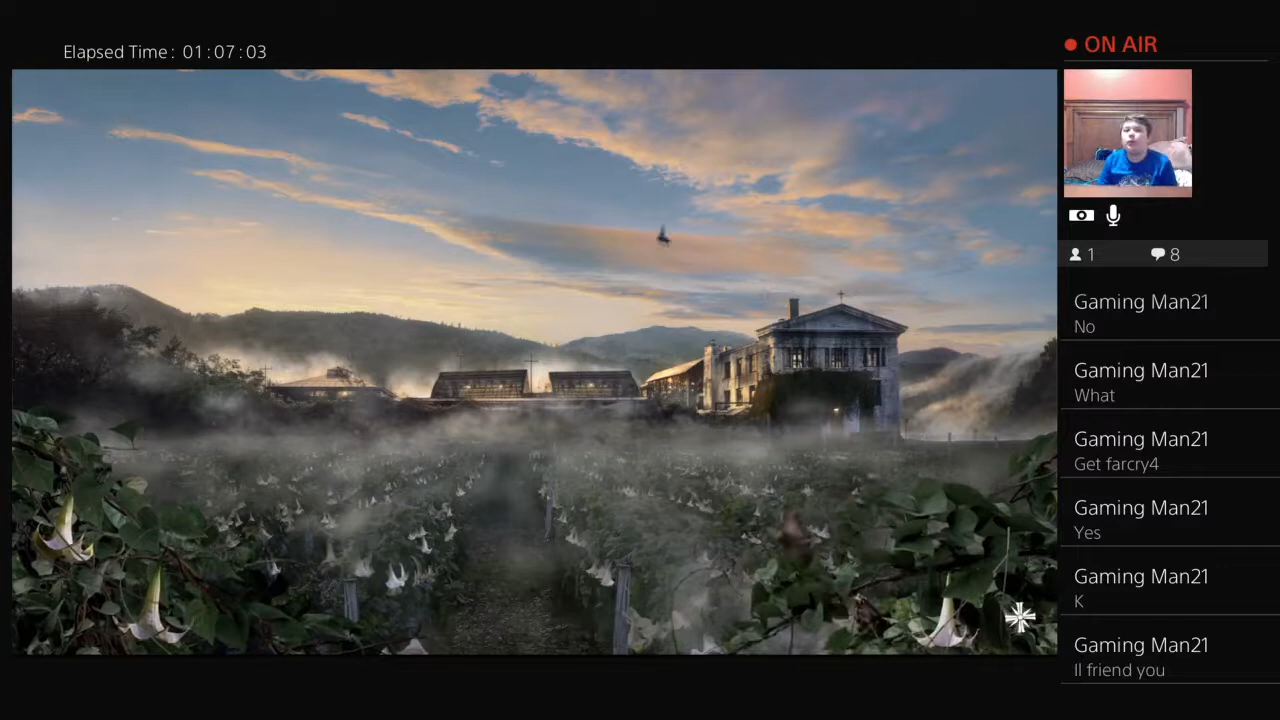 Elapsed Time: 01:07:03
ON AIR
1 8
Gaming Man21
No
Gaming Man21
What
Gaming Man21
Get farcry4
Gaming Man21
Yes
Gaming Man21
K
Gaming Man21
Il friend you